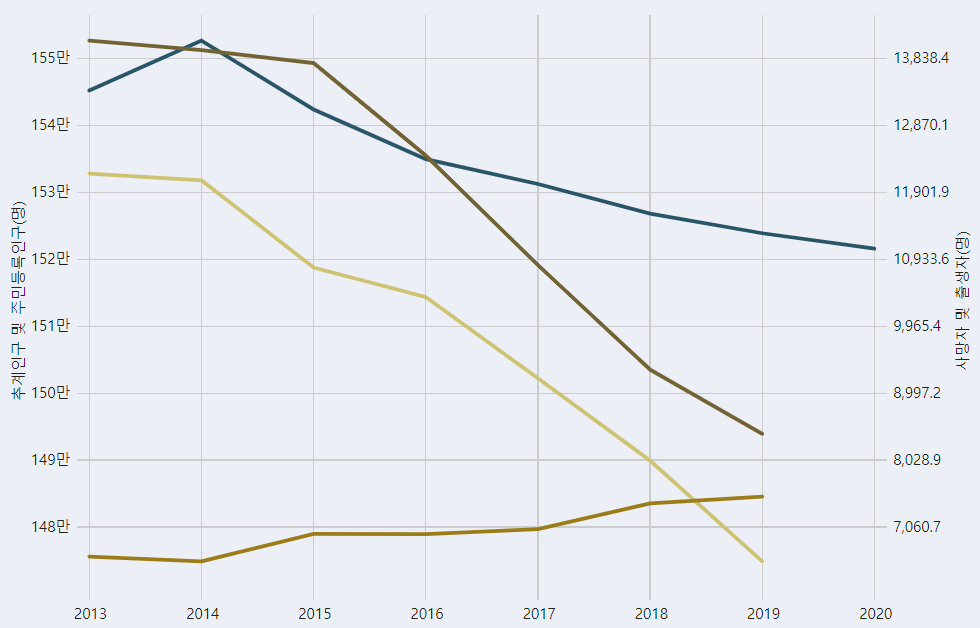 추계인구 및 주민등록인구(명)
155만
154만
153만
152만
151만
150만
149만
148만
13,838.4
12,870.1
11,901.9
10,933.6
9,965.4
8,997.2
8,028.9
7,060.7
사망자 및 출생자(명)
2013 2014 2015 2016 2017 2018 2019 2020